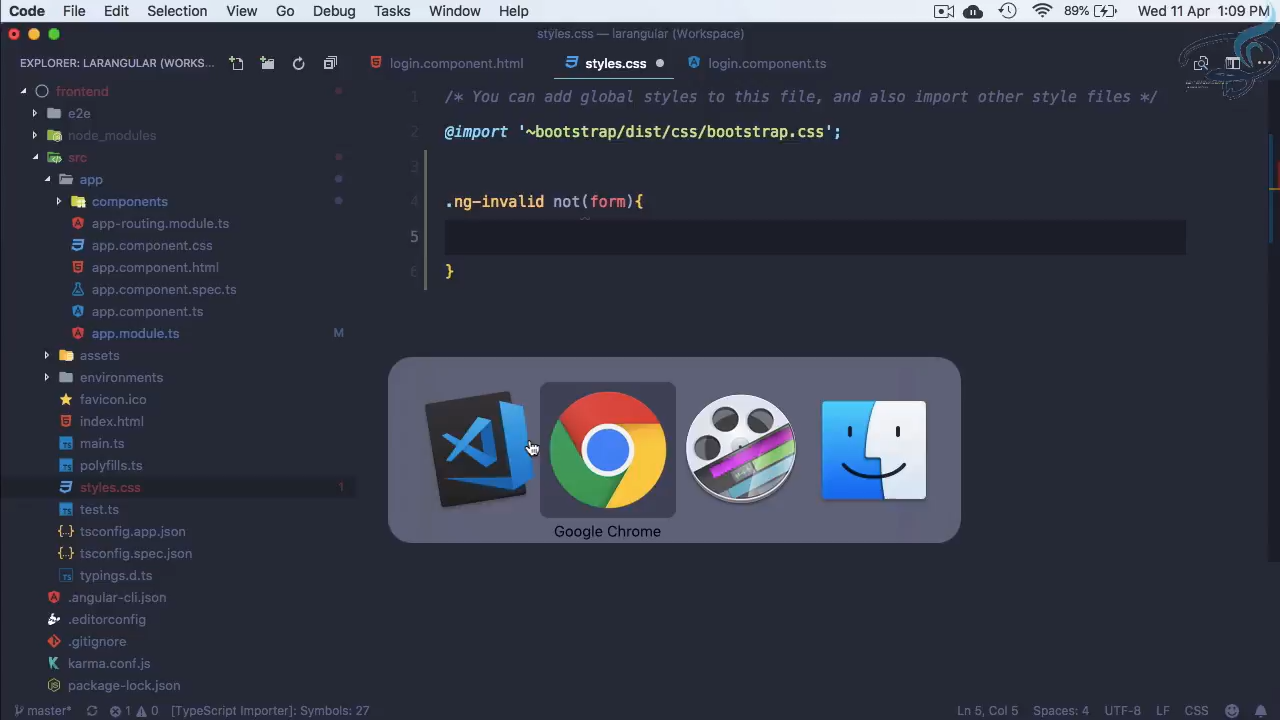 Code File Edit Selection View Go Debug Tasks Window Help 89% Wed 11 Apr 1:09 PM
styles.css — larangular (Workspace)
EXPLORER: LARANGULAR (WORKS... login.component.html styles.css login.component.ts
frontend
e2e
node_modules
src
app
components
app-routing.module.ts
app.component.css
app.component.html
app.component.spec.ts
app.component.ts
app.module.ts M
assets
environments
favicon.ico
index.html
main.ts
polyfills.ts
styles.css 1
test.ts
tsconfig.app.json
tsconfig.spec.json
typings.d.ts
.angular-cli.json
.editorconfig
.gitignore
karma.conf.js
package-lock.json
1 /* You can add global styles to this file, and also import other style files */
2 @import '~bootstrap/dist/css/bootstrap.css';
3
4 .ng-invalid not(form){
5
6 }
Google Chrome
master* 1 0 [TypeScript Importer]: Symbols: 27 Ln 5, Col 5 Spaces: 4 UTF-8 LF CSS